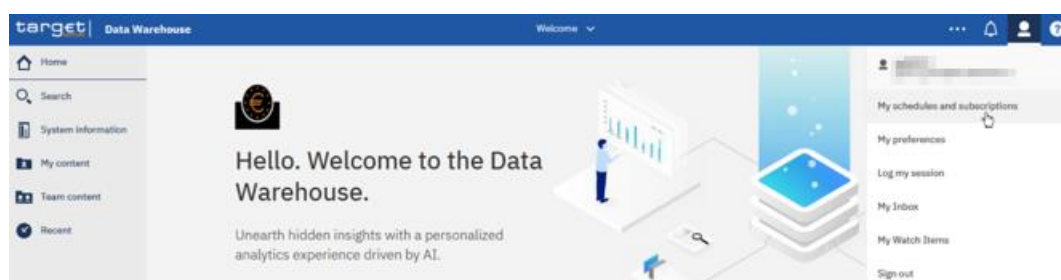 target | Data Warehouse
Welcome
Home
Search
System information
My content
Team content
Recent
Hello. Welcome to the Data
Warehouse.
Unearth hidden insights with a personalized
analytics experience driven by AI.
My schedules and subscriptions
My preferences
Log my session
My Inbox
My Watch Items
Sign out